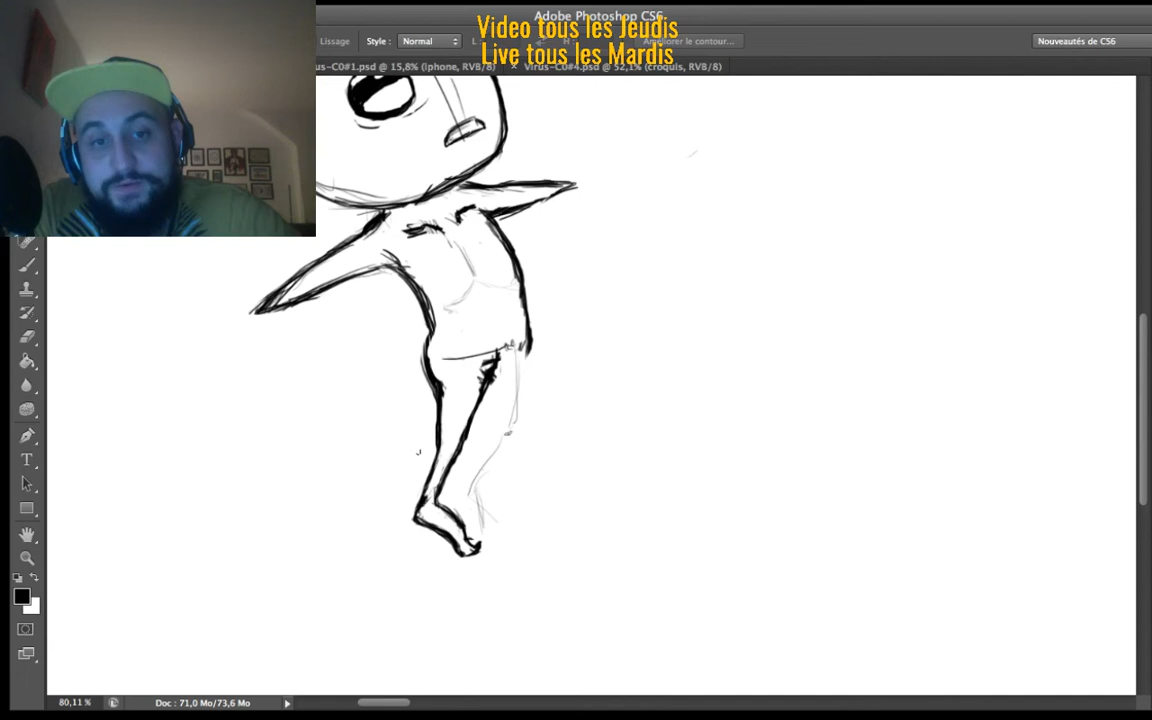 Adobe Photoshop CS6
Video tous les Jeudis
Live tous les Mardis
Lissage
Style :
Normal
Améliorer le contour...
Nouveautés de CS6
us-C0#1.psd @ 15,8% (iphone, RVB/8)
× Virus-C0#4.psd @ 52,1% (croquis, RVB/8)
T
80,11 %
Doc : 71,0 Mo/73,6 Mo